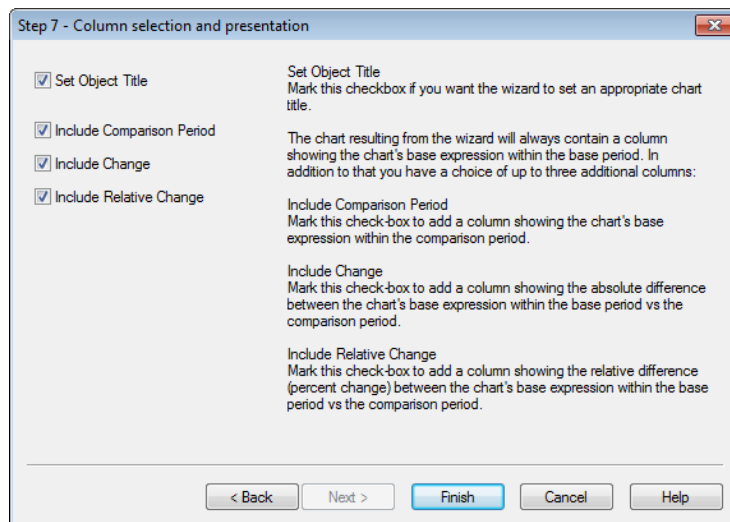 Step 7 - Column selection and presentation
Set Object Title
Include Comparison Period
Include Change
Include Relative Change
Set Object Title
Mark this checkbox if you want the wizard to set an appropriate chart
title.
The chart resulting from the wizard will always contain a column
showing the chart's base expression within the base period. In
addition to that you have a choice of up to three additional columns:
Include Comparison Period
Mark this check-box to add a column showing the chart's base
expression within the comparison period.
Include Change
Mark this check-box to add a column showing the absolute difference
between the chart's base expression within the base period vs the
comparison period.
Include Relative Change
Mark this check-box to add a column showing the relative difference
(percent change) between the chart's base expression within the base
period vs the comparison period.
< Back
Next >
Finish
Cancel
Help